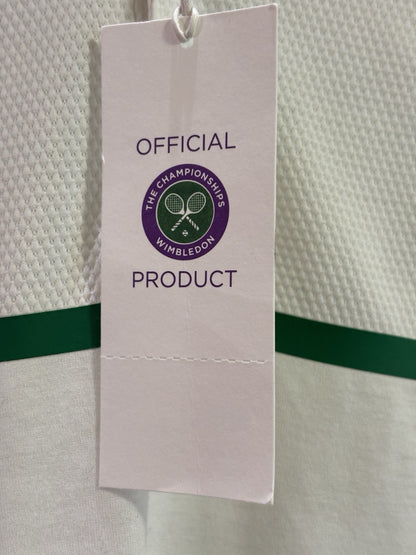 OFFICIAL
THE CHAMPIONSHIPS
WIMBLEDON
PRODUCT